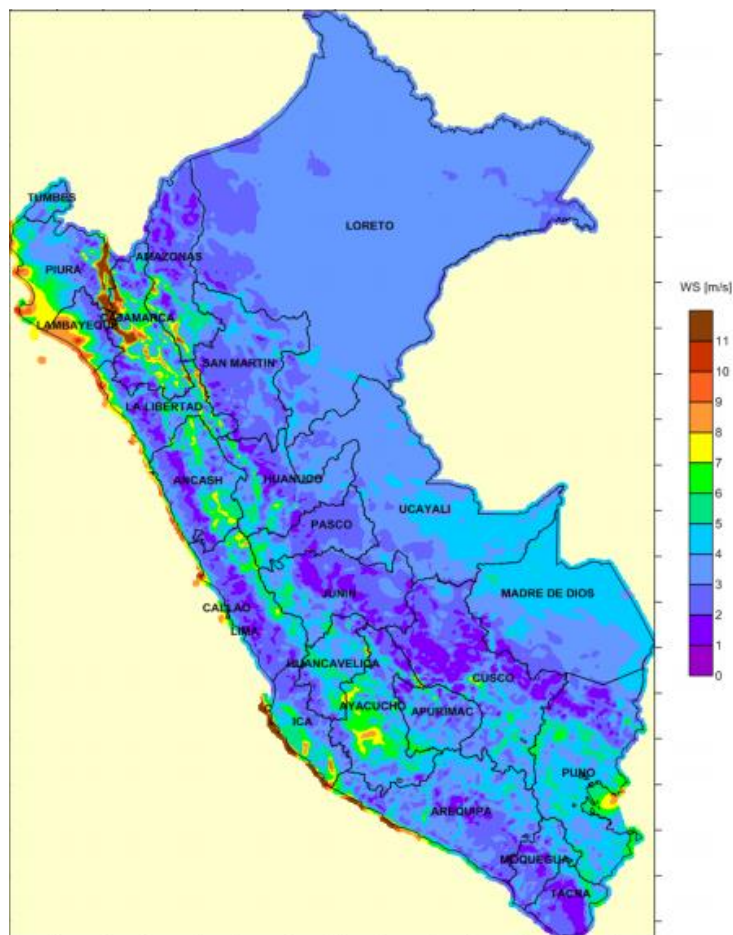 TUMBES
LORETO
AMAZONAS
PIURA
WS [m/s]
CAJAMARCA
LAMBAYEQUE
11
10
9
8
7
6
5
4
3
2
1
0
SAN MARTIN
LA LIBERTAD
ANCASH
HUANUCO
UCAYALI
PASCO
JUNIN
MADRE DE DIOS
CALLAO
LIMA
HUANCAVELICA
CUSCO
AYACUCHO
APURIMAC
ICA
PUNO
AREQUIPA
MOQUEGUA
TACNA